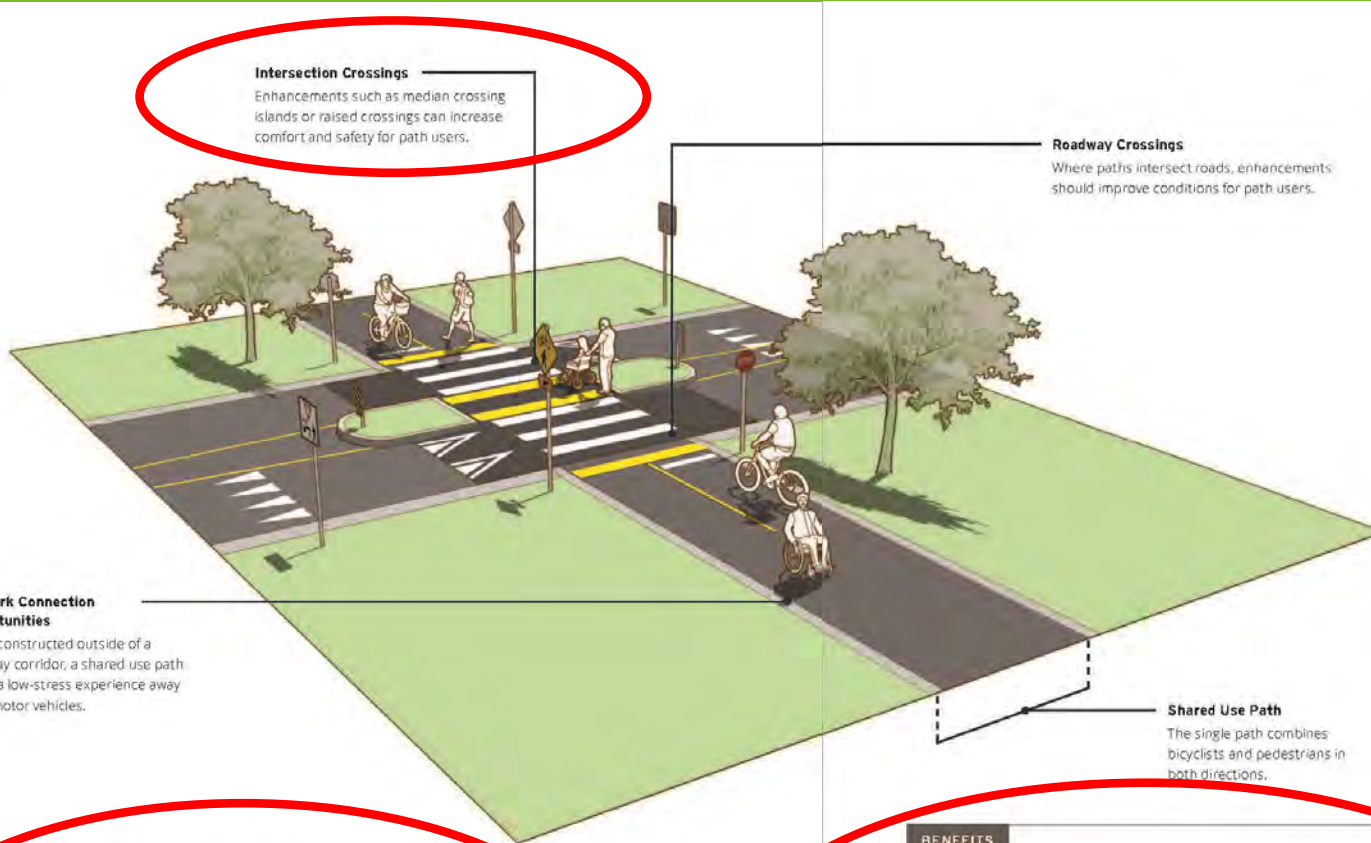 Intersection Crossings
Enhancements such as median crossing
islands or raised crossings can increase
comfort and safety for path users.
Roadway Crossings
Where paths intersect roads, enhancements
should improve conditions for path users.
rk Connection
tunities
constructed outside of a
ay corridor, a shared use path
a low-stress experience away
motor vehicles.
Shared Use Path
The single path combines
bicyclists and pedestrians in
both directions.
BENEFITS